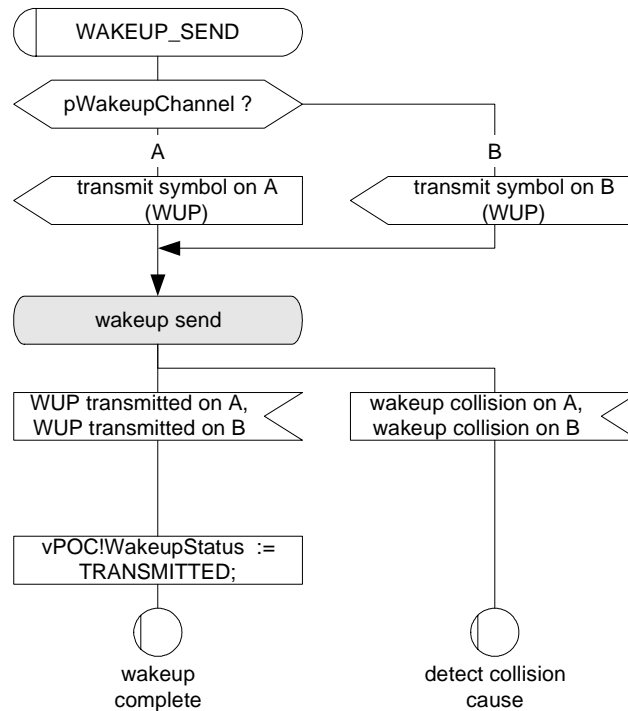 WAKEUP_SEND
pWakeupChannel ?
A
B
transmit symbol on A
(WUP)
transmit symbol on B
(WUP)
wakeup send
WUP transmitted on A,
WUP transmitted on B
wakeup collision on A,
wakeup collision on B
vPOC!WakeupStatus :=
TRANSMITTED;
wakeup
complete
detect collision
cause